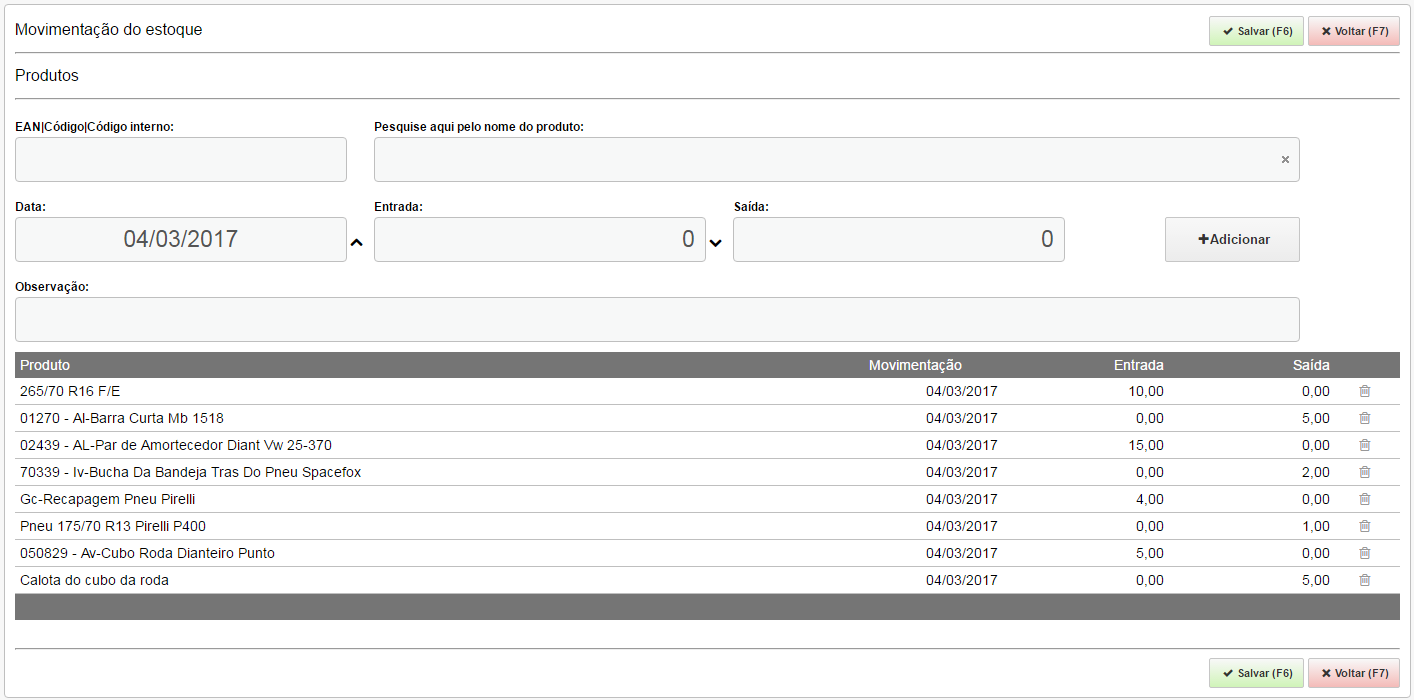 Movimentação do estoque Salvar (F6) Voltar (F7)
Produtos
EAN|Código|Código interno: Pesquise aqui pelo nome do produto:
Data: Entrada: Saída:
04/03/2017 0 0 +Adicionar
Observação:
Produto Movimentação Entrada Saída
265/70 R16 F/E 04/03/2017 10,00 0,00
01270 - Al-Barra Curta Mb 1518 04/03/2017 0,00 5,00
02439 - AL-Par de Amortecedor Diant Vw 25-370 04/03/2017 15,00 0,00
70339 - Iv-Bucha Da Bandeja Tras Do Pneu Spacefox 04/03/2017 0,00 2,00
Gc-Recapagem Pneu Pirelli 04/03/2017 4,00 0,00
Pneu 175/70 R13 Pirelli P400 04/03/2017 0,00 1,00
050829 - Av-Cubo Roda Dianteiro Punto 04/03/2017 5,00 0,00
Calota do cubo da roda 04/03/2017 0,00 5,00
Salvar (F6) Voltar (F7)